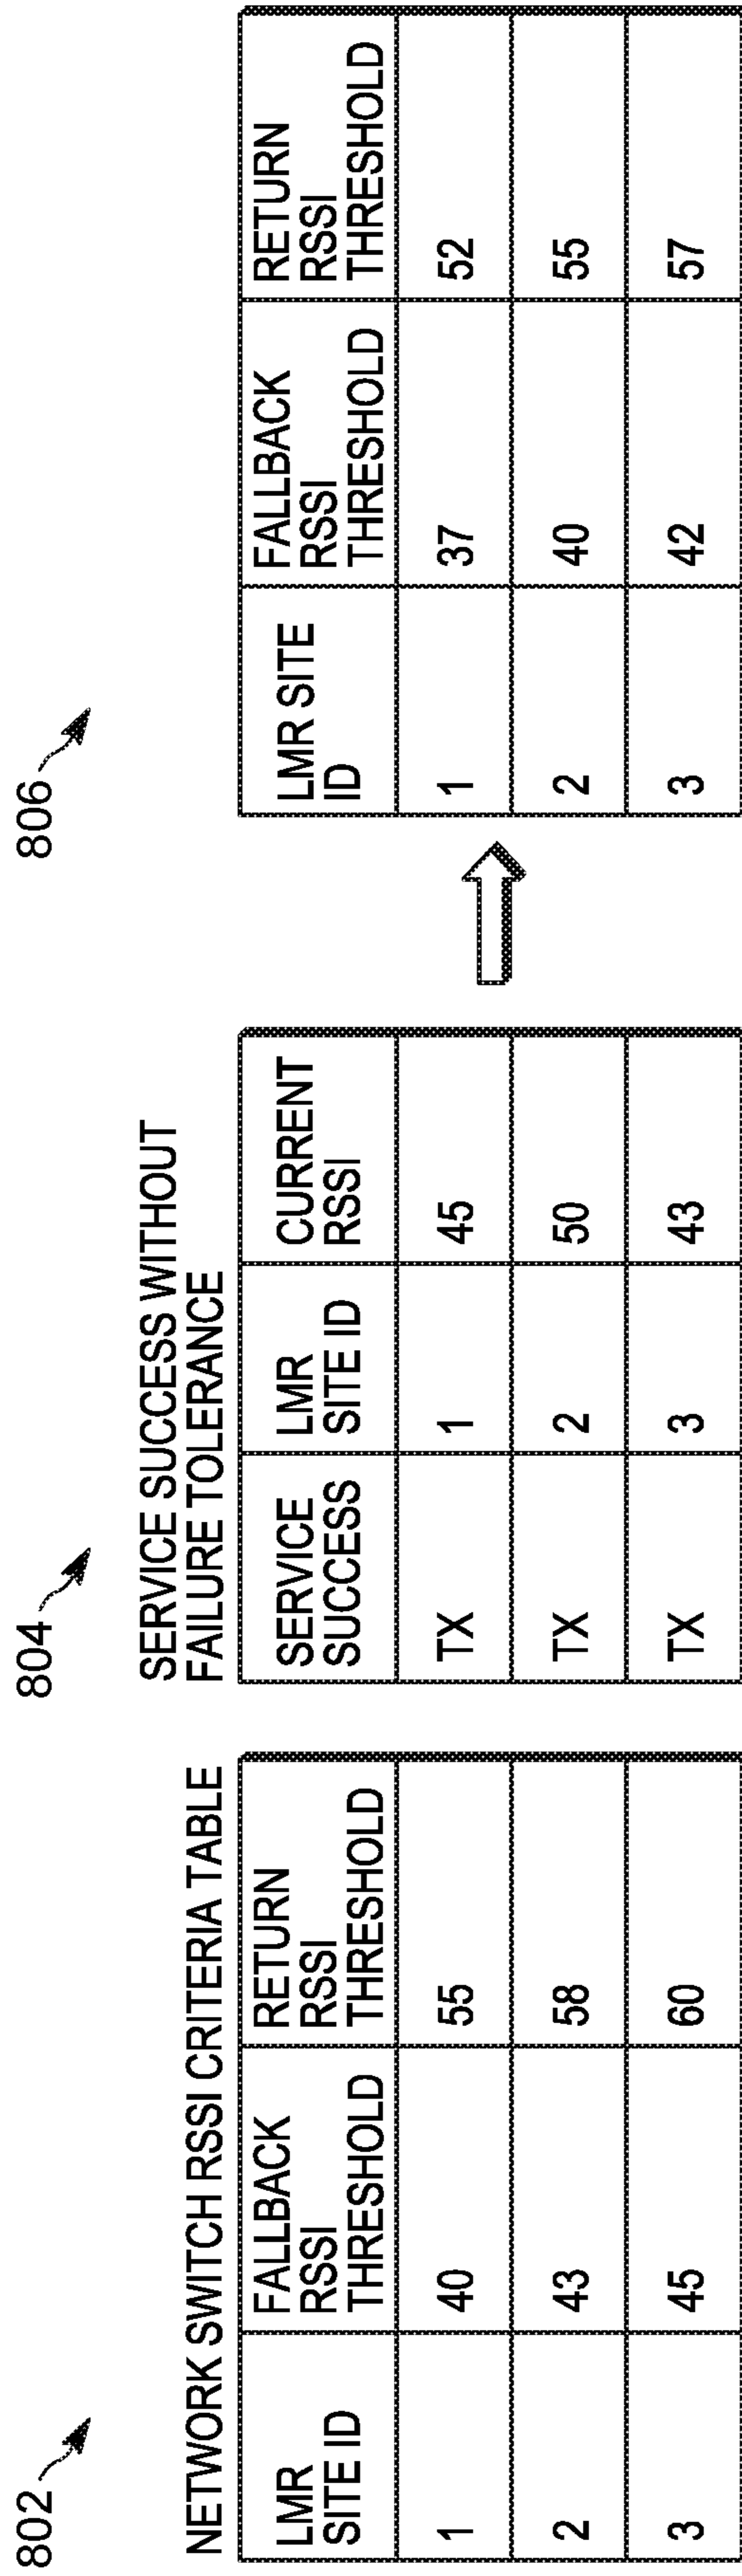 802
NETWORK SWITCH RSSI CRITERIA TABLE
LMR
SITE ID
FALLBACK
RSSI
THRESHOLD
RETURN
RSSI
THRESHOLD
1 40 55
2 43 58
3 45 60
804
SERVICE SUCCESS WITHOUT
FAILURE TOLERANCE
SERVICE
SUCCESS
LMR
SITE ID
CURRENT
RSSI
TX 1 45
TX 2 50
TX 3 43
806
LMR SITE
ID
FALLBACK
RSSI
THRESHOLD
RETURN
RSSI
THRESHOLD
1 37 52
2 40 55
3 42 57